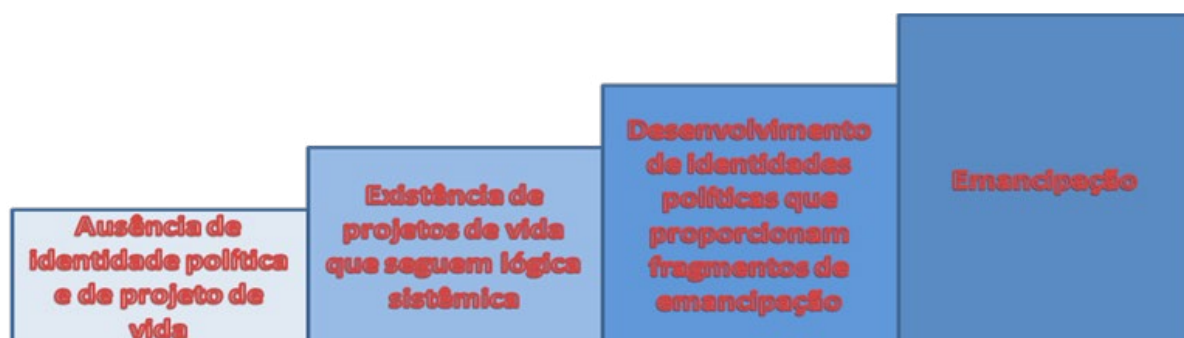 Ausência de
identidade política
e de projeto de
vida
Existência de
projetos de vida
que seguem lógica
sistêmica
Desenvolvimento
de identidades
políticas que
proporcionam
fragmentos de
emancipação
Emancipação